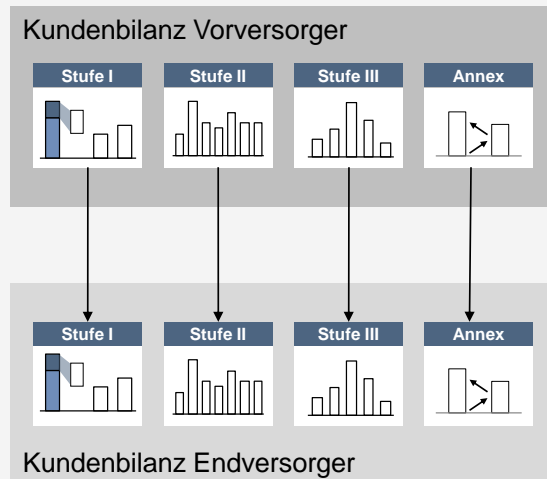 Kundenbilanz Vorversorger
Stufe I Stufe II Stufe III Annex
Stufe I Stufe II Stufe III Annex
Kundenbilanz Endversorger